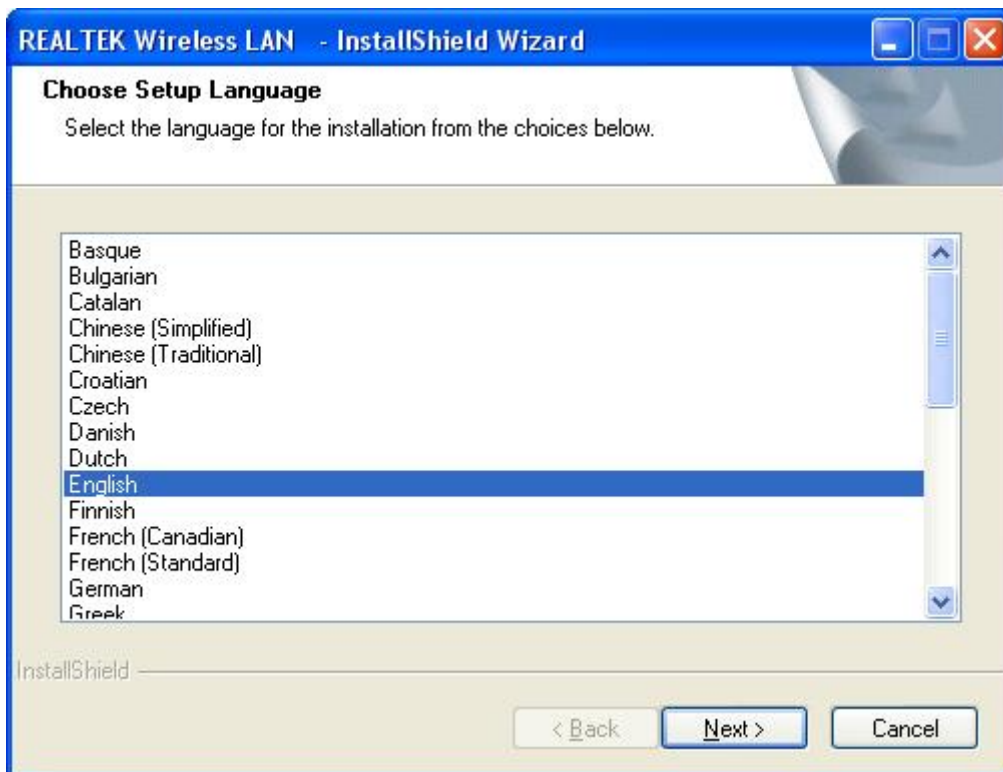 REALTEK Wireless LAN - InstallShield Wizard
Choose Setup Language
Select the language for the installation from the choices below.
Basque
Bulgarian
Catalan
Chinese (Simplified)
Chinese (Traditional)
Croatian
Czech
Danish
Dutch
English
Finnish
French (Canadian)
French (Standard)
German
Greek
InstallShield
< Back
Next >
Cancel